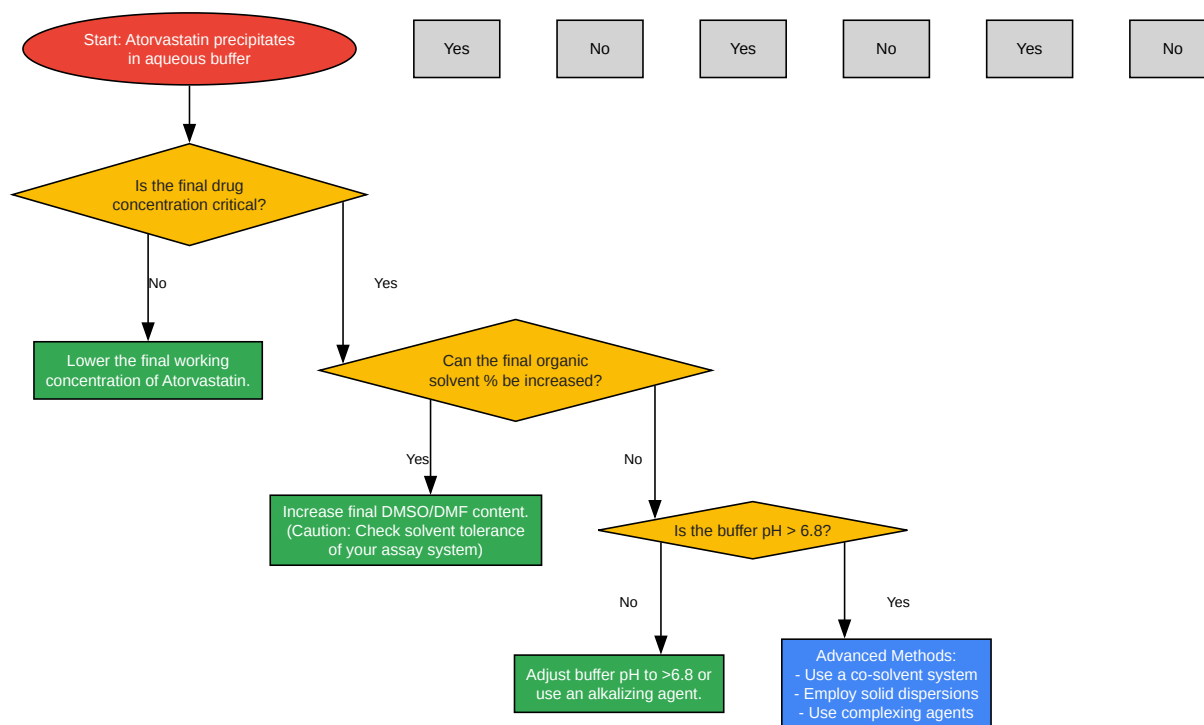 Start: Atorvastatin precipitates
in aqueous buffer
Yes
No
Yes
No
Yes
No
Is the final drug
concentration critical?
No
Yes
Lower the final working
concentration of Atorvastatin.
Can the final organic
solvent % be increased?
Yes
No
Increase final DMSO/DMF content.
(Caution: Check solvent tolerance
of your assay system)
Is the buffer pH > 6.8?
No
Yes
Adjust buffer pH to >6.8 or
use an alkalizing agent.
Advanced Methods:
- Use a co-solvent system
- Employ solid dispersions
- Use complexing agents